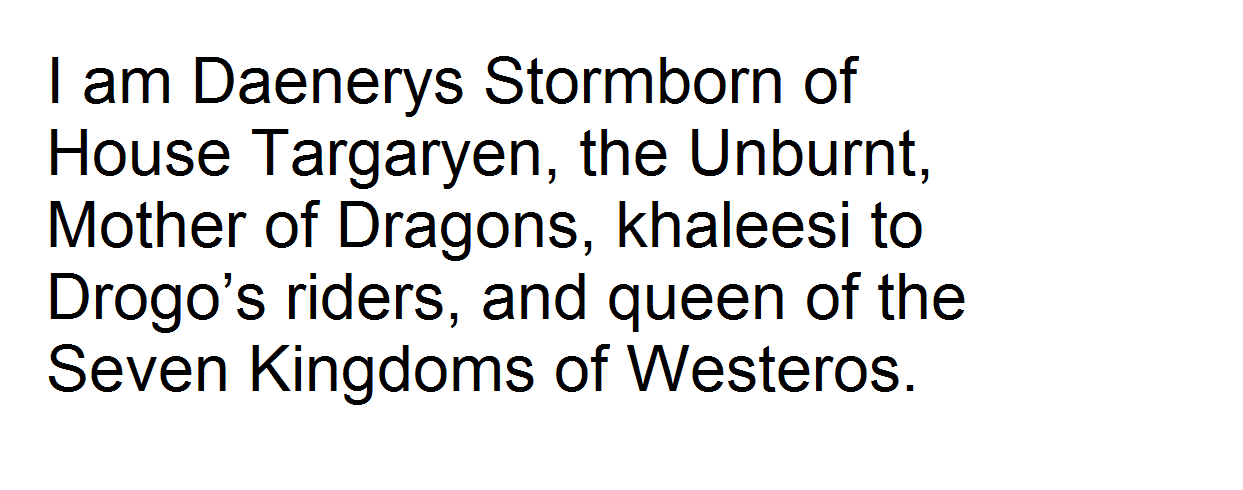 I am Daenerys Stormborn of
House Targaryen, the Unburnt,
Mother of Dragons, khaleesi to
Drogo’s riders, and queen of the
Seven Kingdoms of Westeros.